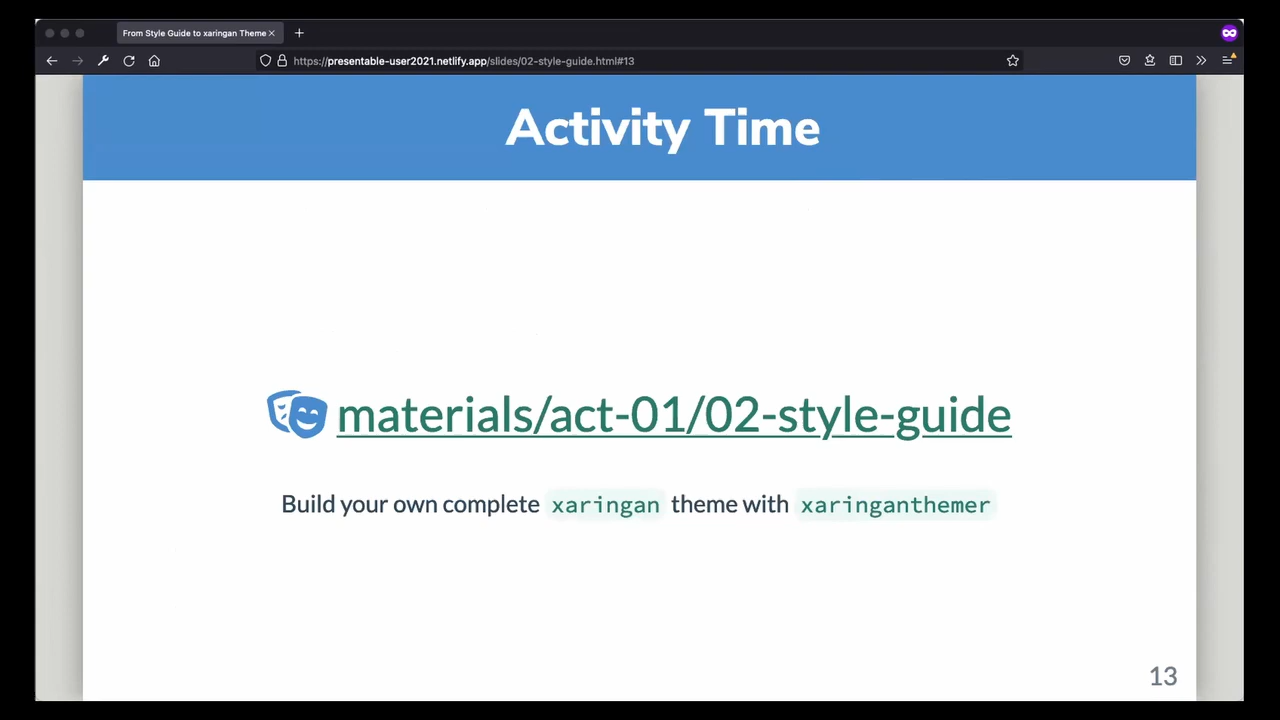 From Style Guide to xaringan Theme
https://presentable-user2021.netlify.app/slides/02-style-guide.html#13
Activity Time
materials/act-01/02-style-guide
Build your own complete xaringan theme with xaringanthemer
13